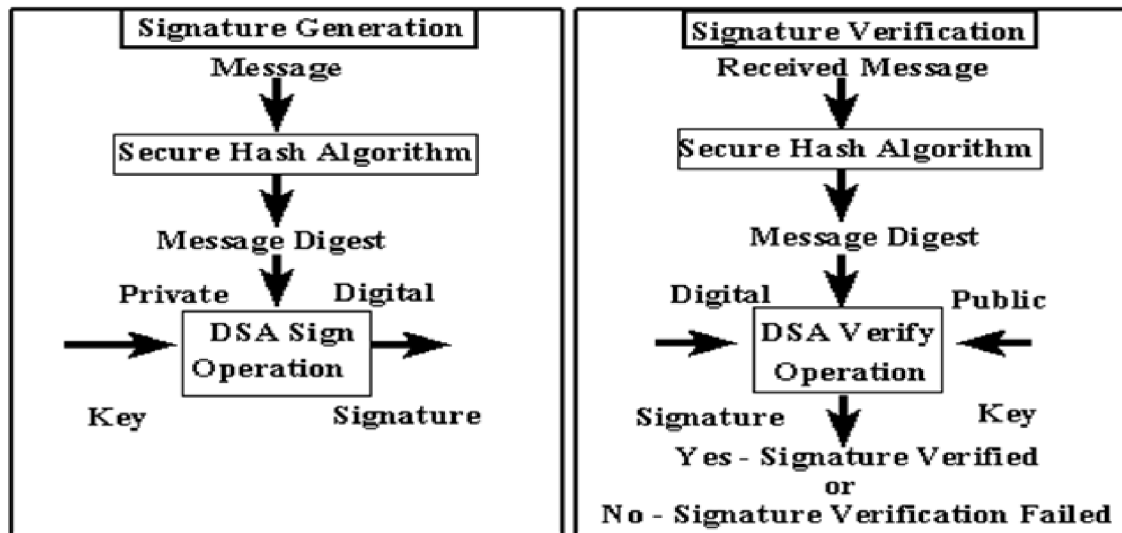 Signature Generation
Message
Secure Hash Algorithm
Message Digest
Private
Digital
DSA Sign
Operation
Key
Signature
Signature Verification
Received Message
Secure Hash Algorithm
Message Digest
Digital
Public
DSA Verify
Operation
Signature
Key
Yes - Signature Verified
or
No - Signature Verification Failed